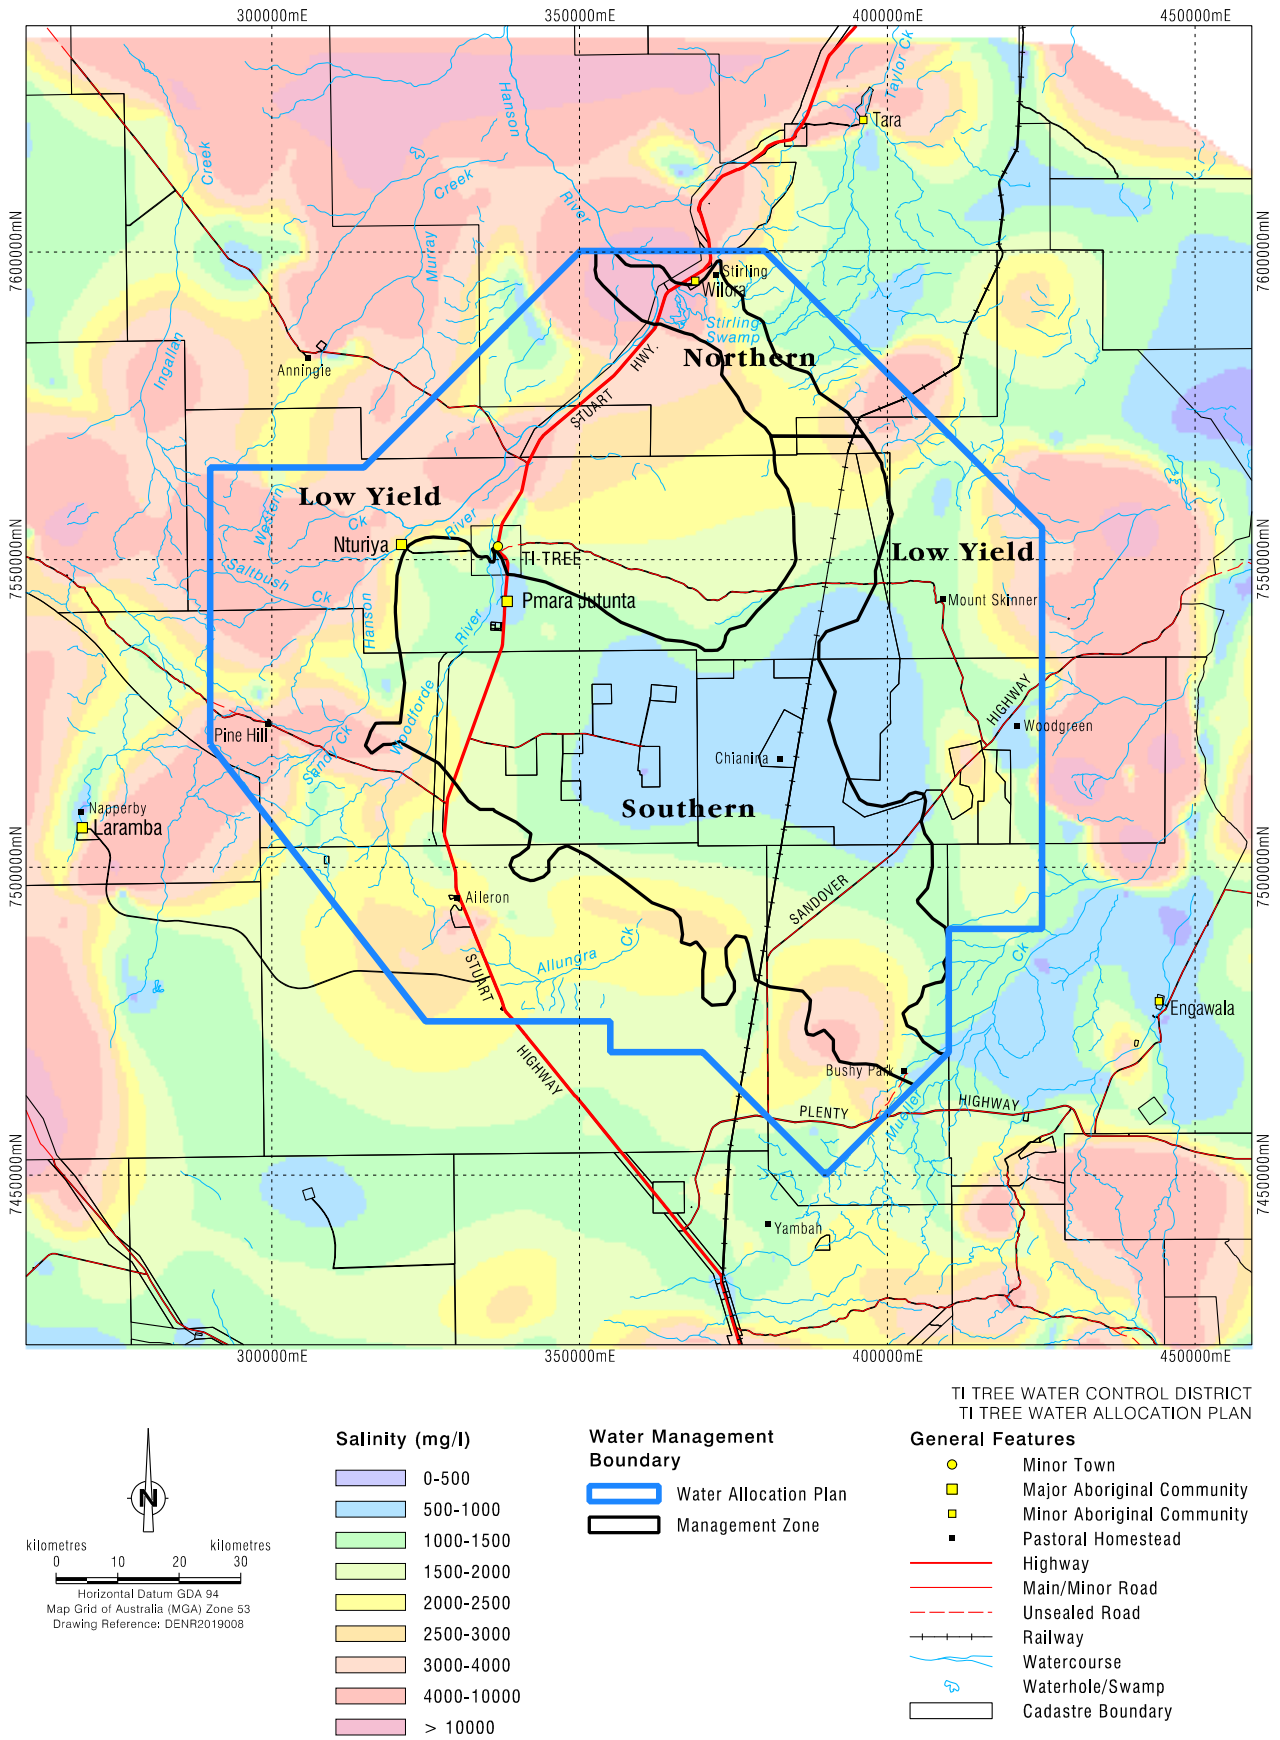 300000mE
350000mE
400000mE
450000mE
Taylor Ck
Hanson
Tara
Creek
Creek
River
Murray
7600000mN
7600000mN
Stirling
Wilora
Stirling
Swamp
Ingallan
Northern
HWY.
Anningie
STUART
Low Yield
Western
Ck
River
Nturiya
TI TREE
Low Yield
7550000mN
7550000mN
Saltbush
Ck
Hanson
Pmara Jutunta
Mount Skinner
River
HIGHWAY
Woodforde
Pine Hill
Woodgreen
Sandy Ck
Chianina
Napperby
Laramba
Southern
7500000mN
7500000mN
SANDOVER
Aileron
Allungra
Ck
Ck
STUART
Engawala
HIGHWAY
Bushy Park
PLENTY
HIGHWAY
Mueller
7450000mN
7450000mN
Yambah
300000mE
350000mE
400000mE
450000mE
TI TREE WATER CONTROL DISTRICT
TI TREE WATER ALLOCATION PLAN
N
kilometres
kilometres
0 10 20 30
Horizontal Datum GDA 94
Map Grid of Australia (MGA) Zone 53
Drawing Reference: DENR2019008
Salinity (mg/l)
0-500
500-1000
1000-1500
1500-2000
2000-2500
2500-3000
3000-4000
4000-10000
> 10000
Water Management
Boundary
Water Allocation Plan
Management Zone
General Features
Minor Town
Major Aboriginal Community
Minor Aboriginal Community
Pastoral Homestead
Highway
Main/Minor Road
Unsealed Road
Railway
Watercourse
Waterhole/Swamp
Cadastre Boundary